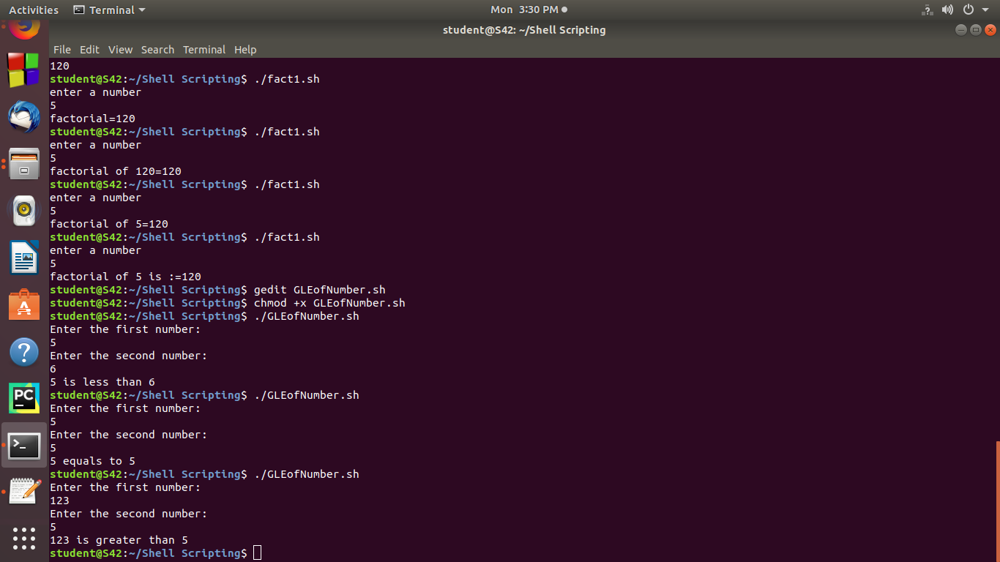 Activities Terminal Mon 3:30 PM
student@S42: ~/Shell Scripting
File Edit View Search Terminal Help
120
student@S42:~/Shell Scripting$ ./fact1.sh
enter a number
5
factorial=120
student@S42:~/Shell Scripting$ ./fact1.sh
enter a number
5
factorial of 120=120
student@S42:~/Shell Scripting$ ./fact1.sh
enter a number
5
factorial of 5=120
student@S42:~/Shell Scripting$ ./fact1.sh
enter a number
5
factorial of 5 is :=120
student@S42:~/Shell Scripting$ gedit GLEofNumber.sh
student@S42:~/Shell Scripting$ chmod +x GLEofNumber.sh
student@S42:~/Shell Scripting$ ./GLEofNumber.sh
Enter the first number:
5
Enter the second number:
6
5 is less than 6
student@S42:~/Shell Scripting$ ./GLEofNumber.sh
Enter the first number:
5
Enter the second number:
5
5 equals to 5
student@S42:~/Shell Scripting$ ./GLEofNumber.sh
Enter the first number:
123
Enter the second number:
5
123 is greater than 5
student@S42:~/Shell Scripting$
PC